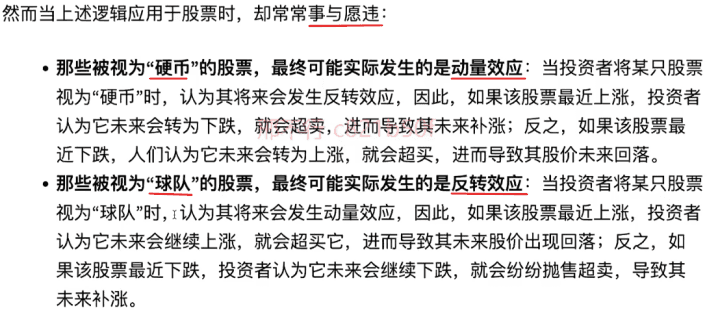 然而当上述逻辑应用于股票时，却常常事与愿违：
• 那些被视为“硬币”的股票，最终可能实际发生的是动量效应：当投资者将某只股票
视为“硬币”时，认为其将来会发生反转效应，因此，如果该股票最近上涨，投资者
认为它未来会转为下跌，就会超卖，进而导致其未来补涨；反之，如果该股票最
近下跌，人们认为它未来会转为上涨，就会超买，进而导致其股价未来回落。
• 那些被视为“球队”的股票，最终可能实际发生的是反转效应：当投资者将某只股票
视为“球队”时，认为其将来会发生动量效应，因此，如果该股票最近上涨，投资者
认为它未来会继续上涨，就会超买它，进而导致其未来股价出现回落；反之，如
果该股票最近下跌，投资者认为它未来会继续下跌，就会纷纷抛售超卖，导致其
未来补涨。